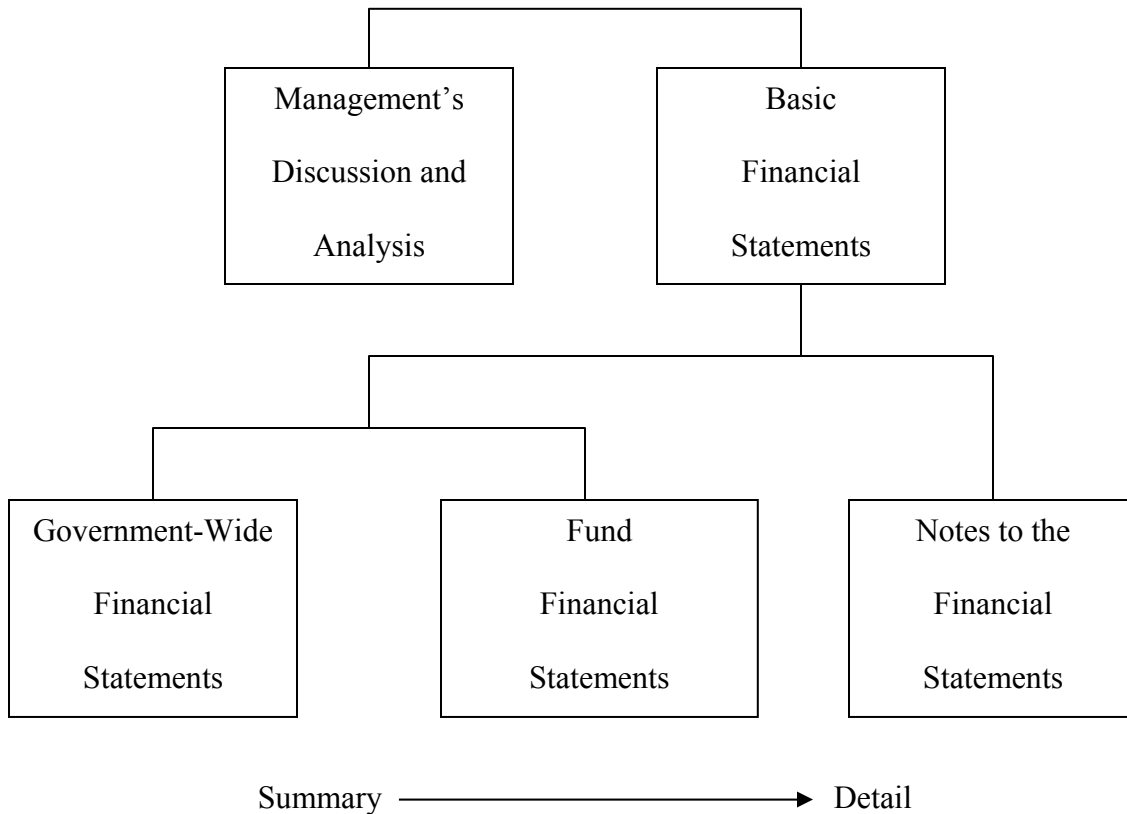 Management’s
Discussion and
Analysis
Basic
Financial
Statements
Government-Wide
Financial
Statements
Fund
Financial
Statements
Notes to the
Financial
Statements
Summary
Detail